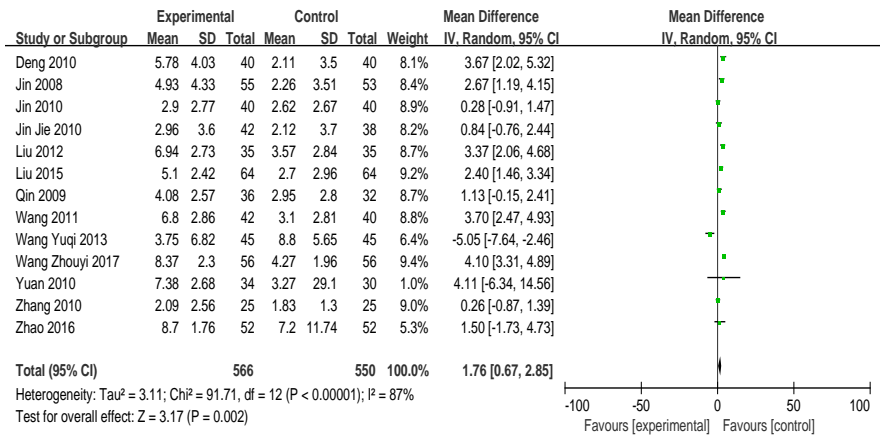 Experimental Control Mean Difference Mean Difference
Study or Subgroup Mean SD Total Mean SD Total Weight IV, Random, 95% CI IV, Random, 95% CI
Deng 2010 5.78 4.03 40 2.11 3.5 40 8.1% 3.67 [2.02, 5.32]
Jin 2008 4.93 4.33 55 2.26 3.51 53 8.4% 2.67 [1.19, 4.15]
Jin 2010 2.9 2.77 40 2.62 2.67 40 8.9% 0.28 [-0.91, 1.47]
Jin Jie 2010 2.96 3.6 42 2.12 3.7 38 8.2% 0.84 [-0.76, 2.44]
Liu 2012 6.94 2.73 35 3.57 2.84 35 8.7% 3.37 [2.06, 4.68]
Liu 2015 5.1 2.42 64 2.7 2.96 64 9.2% 2.40 [1.46, 3.34]
Qin 2009 4.08 2.57 36 2.95 2.8 32 8.7% 1.13 [-0.15, 2.41]
Wang 2011 6.8 2.86 42 3.1 2.81 40 8.8% 3.70 [2.47, 4.93]
Wang Yuqi 2013 3.75 6.82 45 8.8 5.65 45 6.4% -5.05 [-7.64, -2.46]
Wang Zhouyi 2017 8.37 2.3 56 4.27 1.96 56 9.4% 4.10 [3.31, 4.89]
Yuan 2010 7.38 2.68 34 3.27 29.1 30 1.0% 4.11 [-6.34, 14.56]
Zhang 2010 2.09 2.56 25 1.83 1.3 25 9.0% 0.26 [-0.87, 1.39]
Zhao 2016 8.7 1.76 52 7.2 11.74 52 5.3% 1.50 [-1.73, 4.73]
Total (95% CI) 566 550 100.0% 1.76 [0.67, 2.85]
Heterogeneity: Tau² = 3.11; Chi² = 91.71, df = 12 (P < 0.00001); I² = 87%
Test for overall effect: Z = 3.17 (P = 0.002)
-100 -50 0 50 100
Favours [experimental] Favours [control]